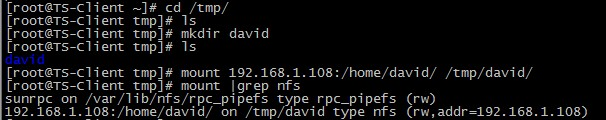 [root@TS-Client ~]# cd /tmp/
[root@TS-Client tmp]# ls
[root@TS-Client tmp]# mkdir david
[root@TS-Client tmp]# ls
david
[root@TS-Client tmp]# mount 192.168.1.108:/home/david/ /tmp/david/
[root@TS-Client tmp]# mount |grep nfs
sunrpc on /var/lib/nfs/rpc_pipefs type rpc_pipefs (rw)
192.168.1.108:/home/david/ on /tmp/david type nfs (rw,addr=192.168.1.108)